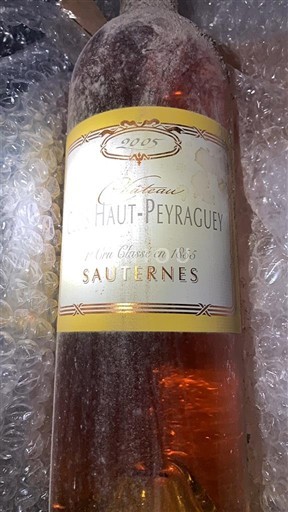 2005
Château
Haut-Peyraguey
1er Cru Classé en 1855
SAUTERNES